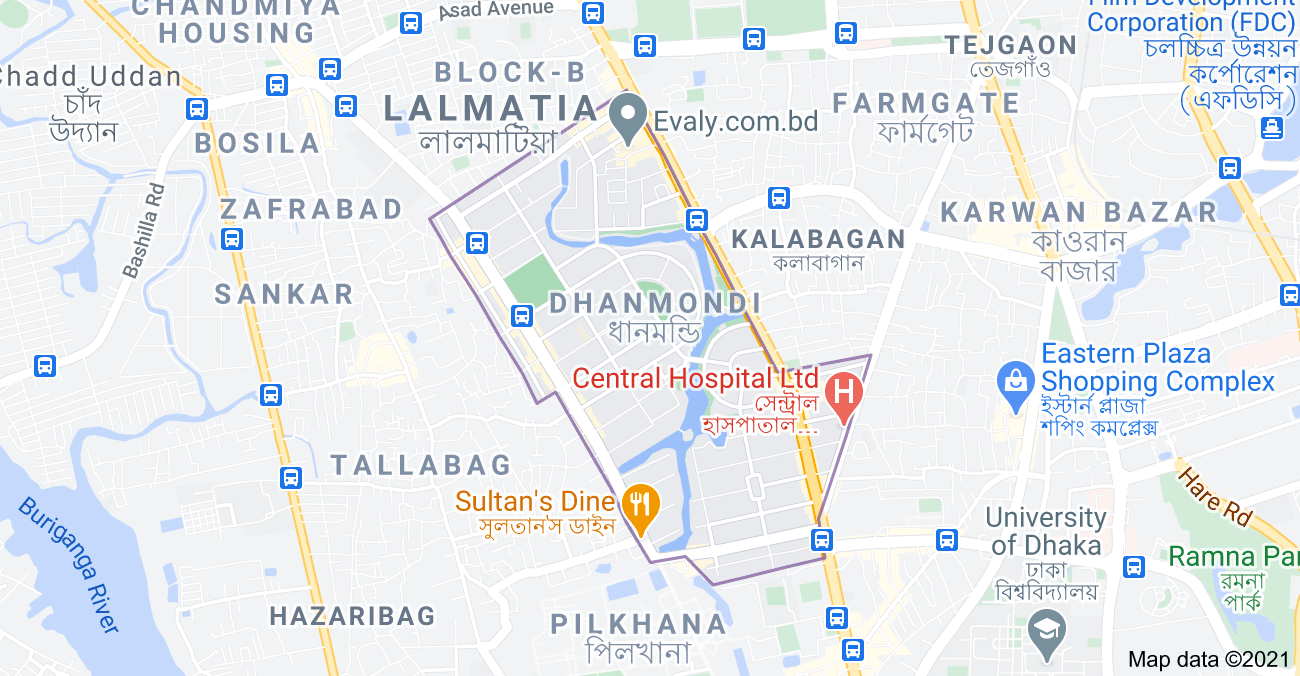 CHANDMIYA
HOUSING
Asad Avenue
Film Development
Corporation (FDC)
চলচ্চিত্র উন্নয়ন
কর্পোরেশন
(এফডিসি)
TEJGAON
তেজগাঁও
Chadd Uddan
চাঁদ
উদ্যান
BLOCK-B
LALMATIA
লালমাটিয়া
Evaly.com.bd
FARMGATE
ফার্মগেট
BOSILA
Bashilla Rd
ZAFRABAD
KALABAGAN
কলাবাগান
KARWAN BAZAR
কাওরান
বাজার
SANKAR
DHANMONDI
ধানমন্ডি
Central Hospital Ltd
সেন্ট্রাল
হাসপাতাল...
Eastern Plaza
Shopping Complex
ইস্টার্ন প্লাজা
শপিং কমপ্লেক্স
TALLABAG
Sultan's Dine
সুলতান'স ডাইন
Hare Rd
Buriganga River
University
of Dhaka
ঢাকা
বিশ্ববিদ্যালয়
Ramna Par
রমনা
পার্ক
HAZARIBAG
PILKHANA
পিলখানা
Map data ©2021